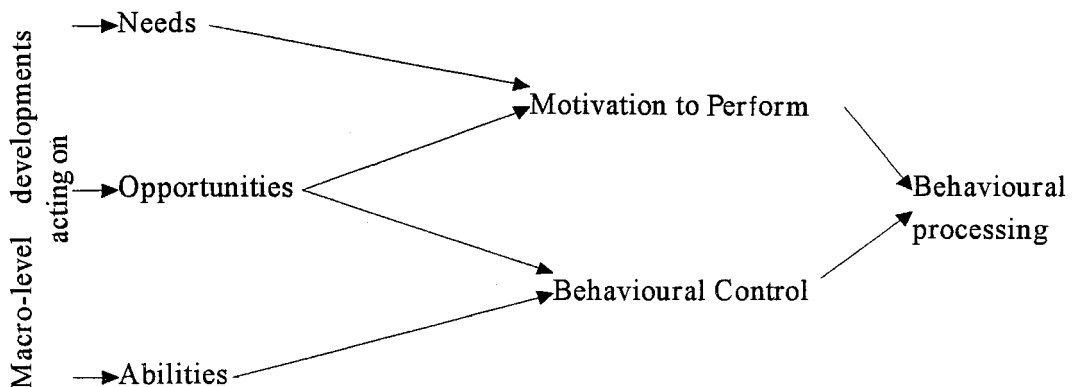 Macro-level developments
acting on
Needs
Motivation to Perform
Opportunities
Behavioural
processing
Behavioural Control
Abilities